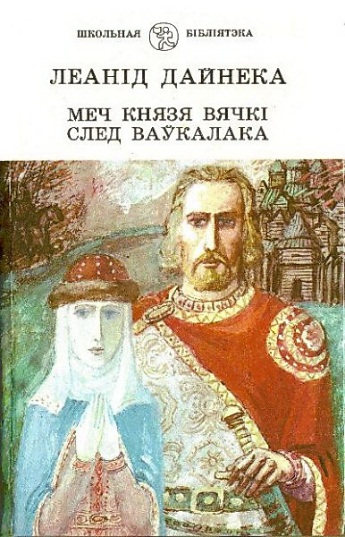 ШКОЛЬНАЯ БІБЛІЯТЭКА
ЛЕАНІД ДАЙНЕКА
МЕЧ КНЯЗЯ ВЯЧКІ
СЛЕД ВАЎКАЛАКА